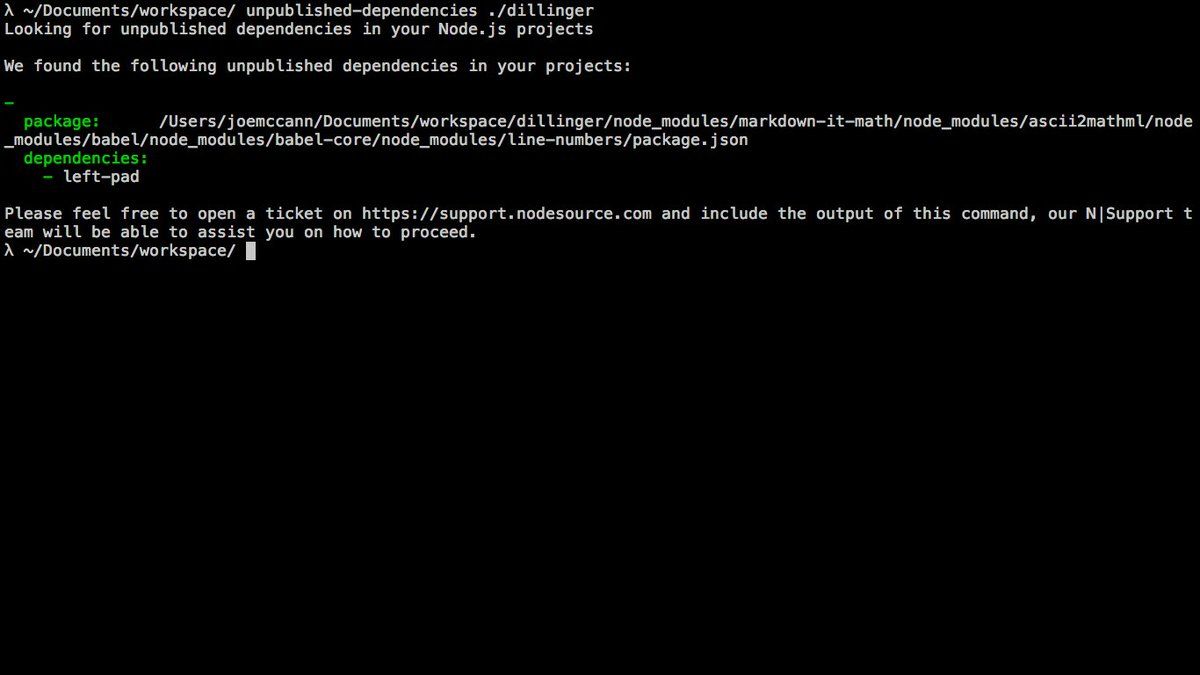 λ ~/Documents/workspace/ unpublished-dependencies ./dillinger
Looking for unpublished dependencies in your Node.js projects
We found the following unpublished dependencies in your projects:
–
package: /Users/joemccann/Documents/workspace/dillinger/node_modules/markdown-it-math/node_modules/ascii2mathml/node
_modules/babel/node_modules/babel-core/node_modules/line-numbers/package.json
dependencies:
– left-pad
Please feel free to open a ticket on https://support.nodesource.com and include the output of this command, our N|Support t
eam will be able to assist you on how to proceed.
λ ~/Documents/workspace/